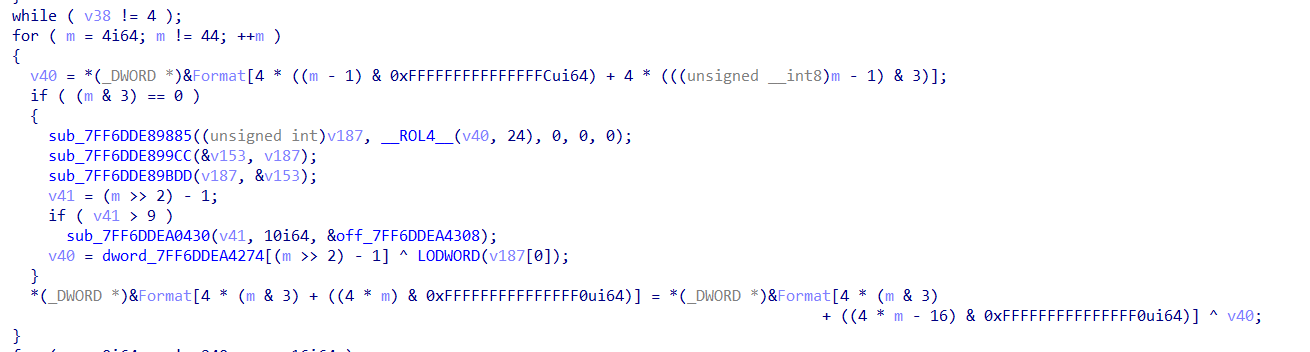 while ( v38 != 4 );
for ( m = 4i64; m != 44; ++m )
{
v40 = *(_DWORD *)&Format[4 * ((m - 1) & 0xFFFFFFFFFFFFFFFCui64) + 4 * (((unsigned __int8)m - 1) & 3)];
if ( (m & 3) == 0 )
{
sub_7FF6DDE89885((unsigned int)v187, __ROL4__(v40, 24), 0, 0, 0);
sub_7FF6DDE899CC(&v153, v187);
sub_7FF6DDE89BDD(v187, &v153);
v41 = (m >> 2) - 1;
if ( v41 > 9 )
sub_7FF6DDEA0430(v41, 10i64, &off_7FF6DDEA4308);
v40 = dword_7FF6DDEA4274[(m >> 2) - 1] ^ LODWORD(v187[0]);
}
*(_DWORD *)&Format[4 * (m & 3) + ((4 * m) & 0xFFFFFFFFFFFFFFF0ui64)] = *(_DWORD *)&Format[4 * (m & 3)
+ ((4 * m - 16) & 0xFFFFFFFFFFFFFFF0ui64)] ^ v40;
}